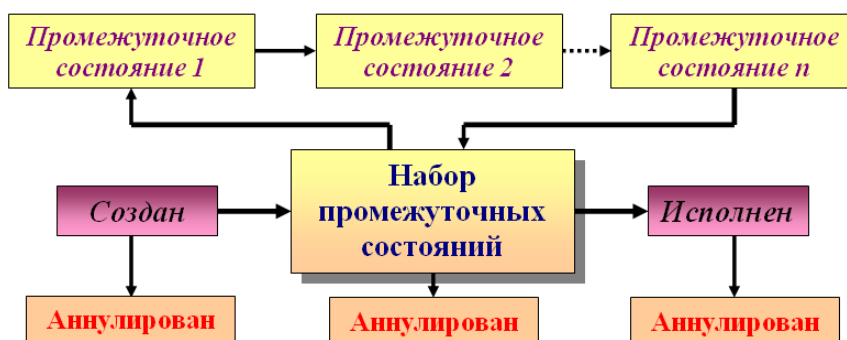 Промежуточное
состояние 1
Промежуточное
состояние 2
Промежуточное
состояние n
Создан
Набор
промежуточных
состояний
Исполнен
Аннулирован
Аннулирован
Аннулирован